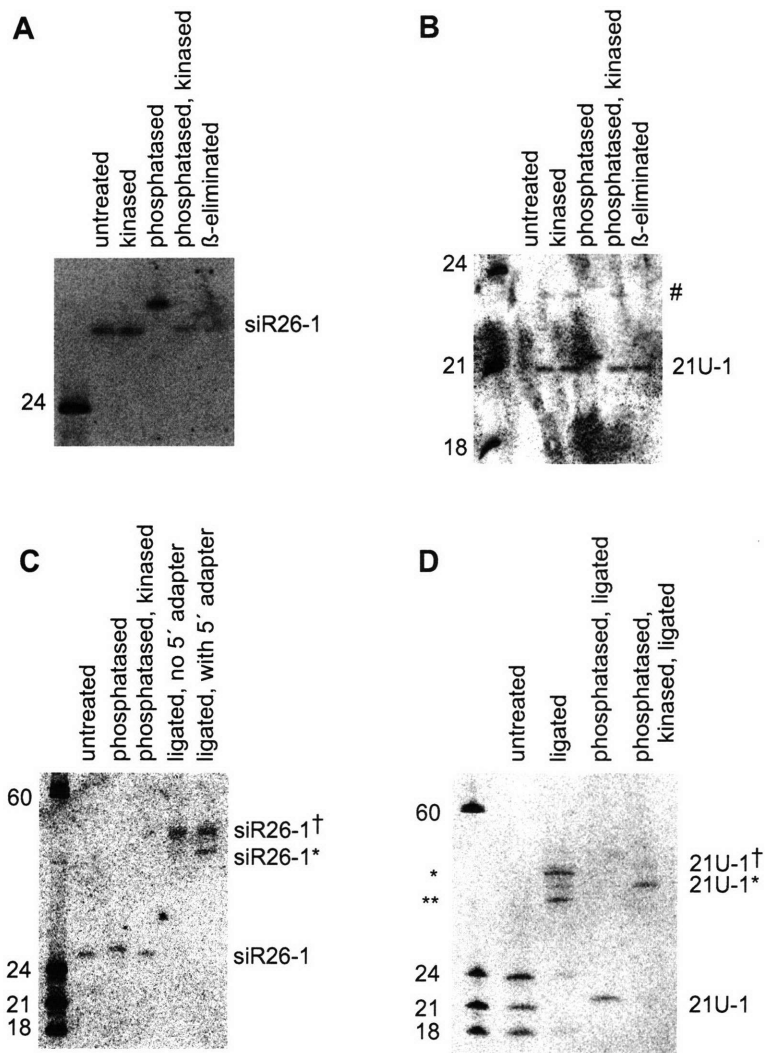 A
untreated
kinased
phosphatased
phosphatased, kinased
ß-eliminated
siR26-1
24
B
untreated
kinased
phosphatased
phosphatased, kinased
ß-eliminated
24
#
21
21U-1
18
C
untreated
phosphatased
phosphatased, kinased
ligated, no 5´ adapter
ligated, with 5´ adapter
60
siR26-1†
siR26-1*
siR26-1
24
21
18
D
untreated
ligated
phosphatased, ligated
phosphatased,
kinased, ligated
60
*
**
21U-1†
21U-1*
24
21
21U-1
18